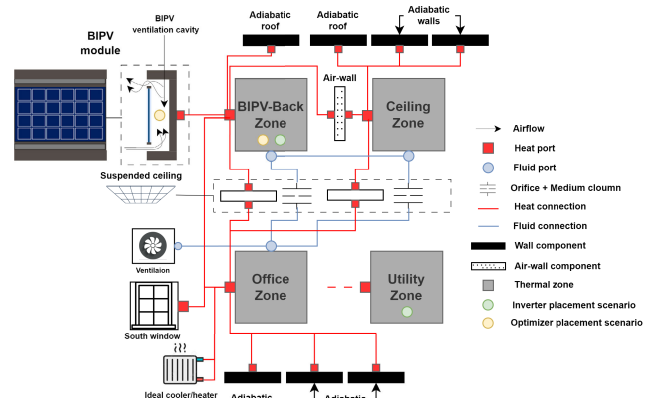 Adiabatic
roof
Adiabatic
roof
Adiabatic
walls
BIPV
ventilation cavity
BIPV
module
Air-wall
BIPV-Back
Zone
Ceiling
Zone
Suspended ceiling
Ventilaion
Office
Zone
Utility
Zone
South window
Ideal cooler/heater
Adiabatic
Adiabatic
Airflow
Heat port
Fluid port
Orifice + Medium cloumn
Heat connection
Fluid connection
Wall component
Air-wall component
Thermal zone
Inverter placement scenario
Optimizer placement scenario